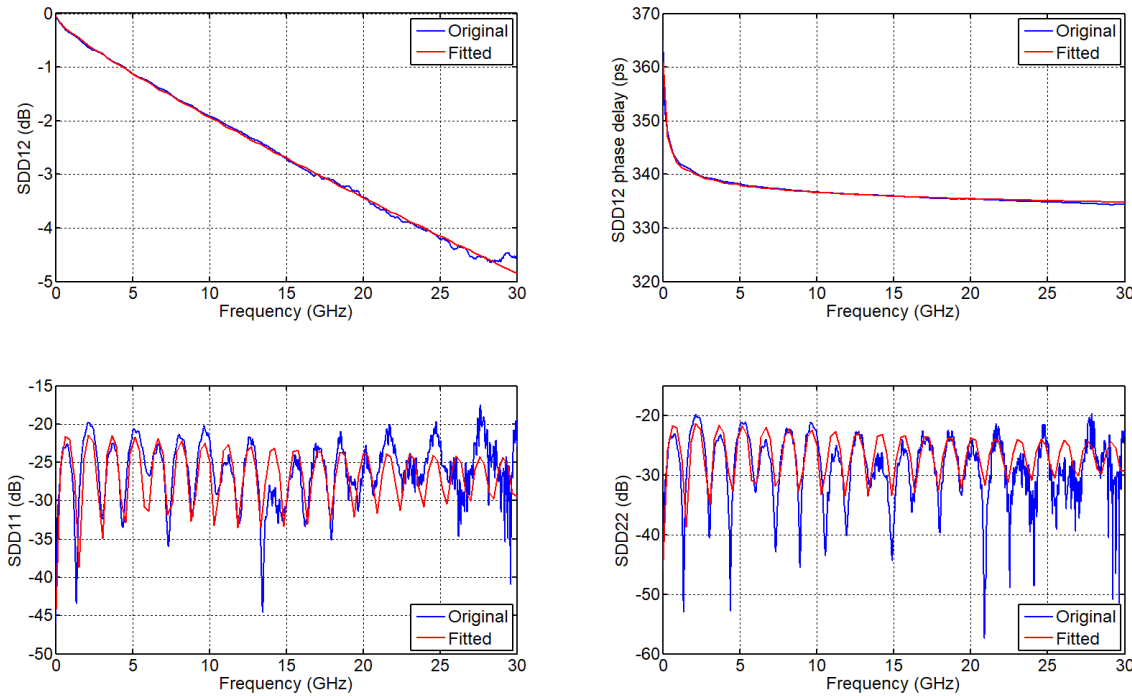 0
-1
-2
-3
-4
-5
SDD12 (dB)
0 5 10 15 20 25 30
Frequency (GHz)
Original
Fitted
370
360
350
340
330
320
SDD12 phase delay (ps)
0 5 10 15 20 25 30
Frequency (GHz)
Original
Fitted
-15
-20
-25
-30
-35
-40
-45
-50
SDD11 (dB)
0 5 10 15 20 25 30
Frequency (GHz)
Original
Fitted
-20
-30
-40
-50
-60
SDD22 (dB)
0 5 10 15 20 25 30
Frequency (GHz)
Original
Fitted